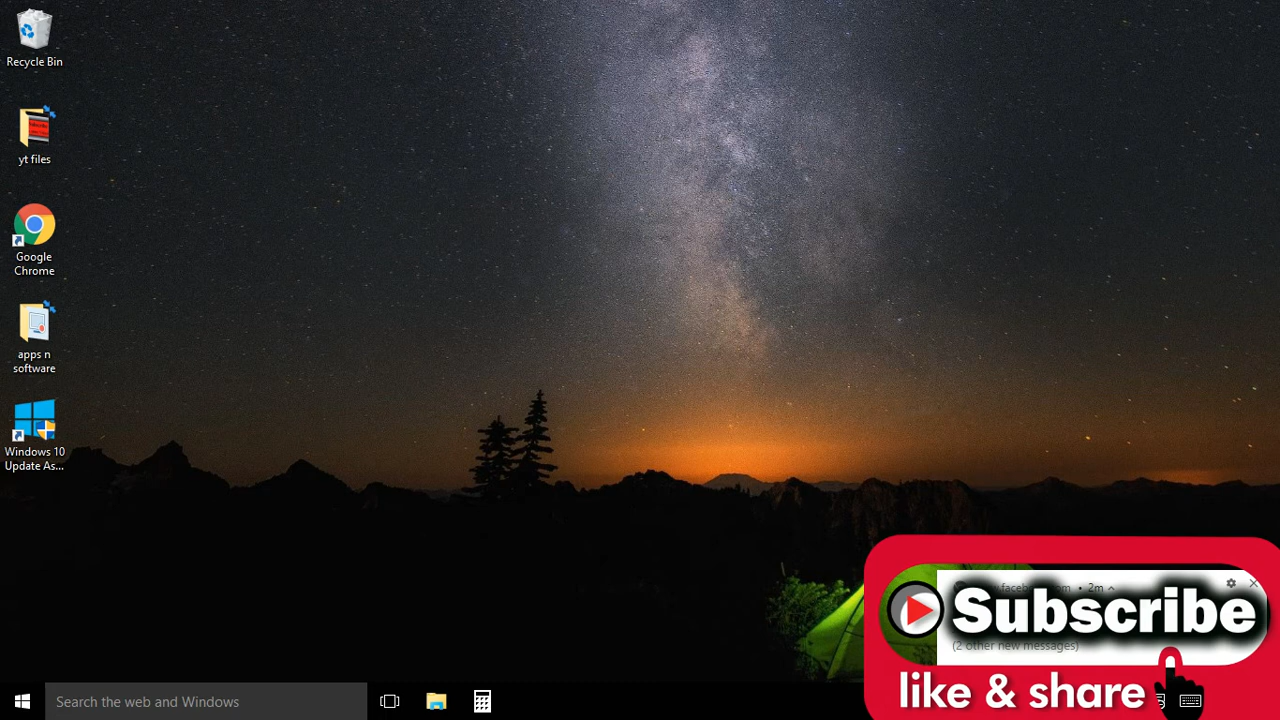 Recycle Bin
yt files
Google
Chrome
apps n
software
Windows 10
Update As...
2m
Subscribe
(2 other new messages)
like & share
Search the web and Windows